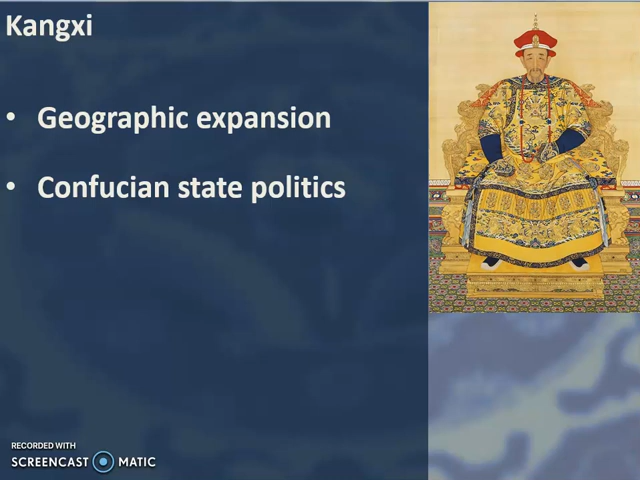 Kangxi
• Geographic expansion
• Confucian state politics
RECORDED WITH
SCREENCAST MATIC